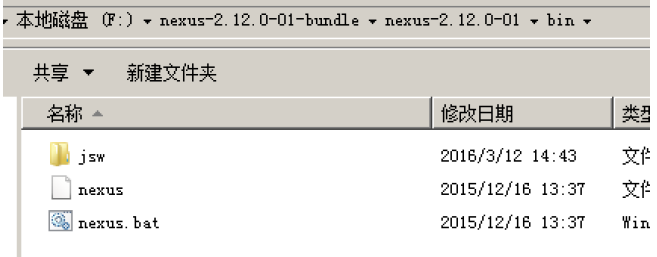 本地磁盘 (F:) nexus-2.12.0-01-bundle nexus-2.12.0-01 bin
共享 新建文件夹
名称 修改日期 类型
jsw 2016/3/12 14:43 文件
nexus 2015/12/16 13:37 文件
nexus.bat 2015/12/16 13:37 Win